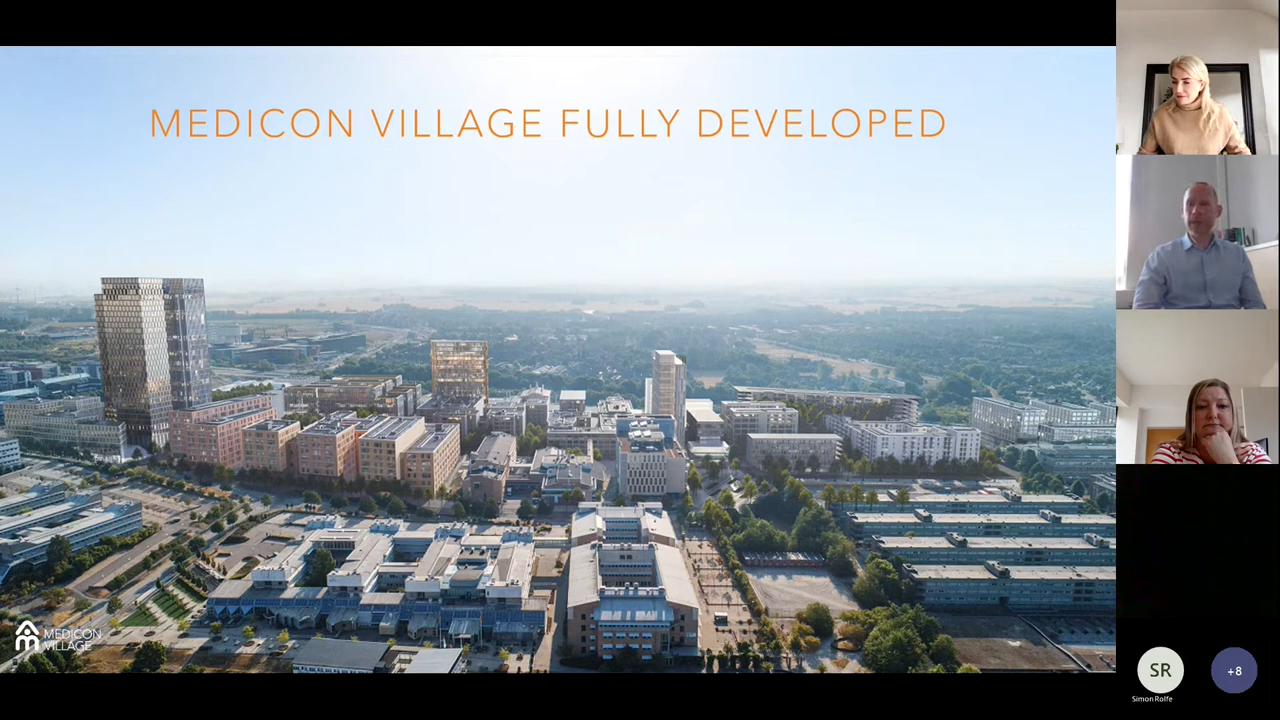 MEDICON VILLAGE FULLY DEVELOPED
MEDICON
VILLAGE
SR
+8
Simon Rolfe